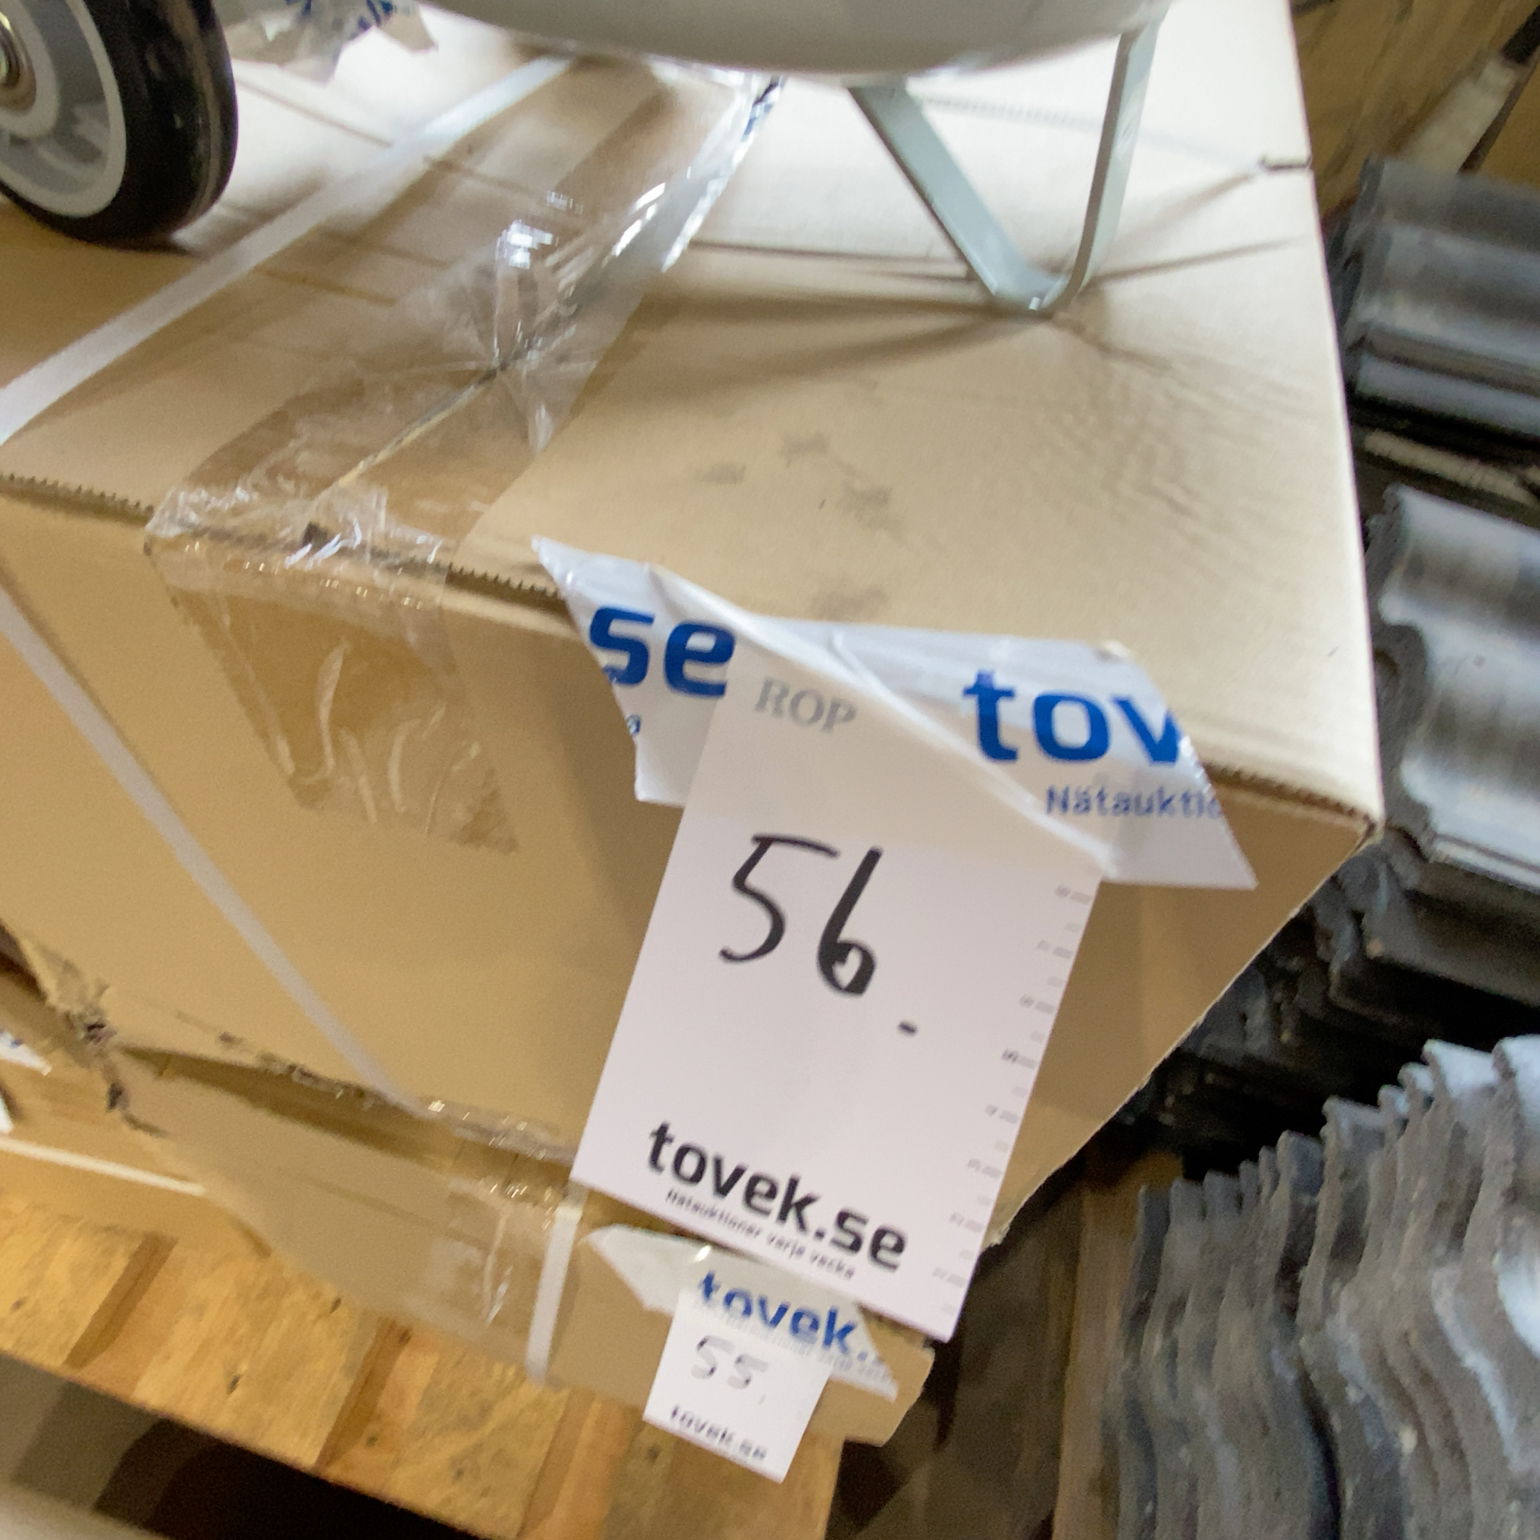 se
tov
Nätauktio
ROP
56.
tovek.se
Nätauktioner varje vecka
tovek.
55.
tovek.se